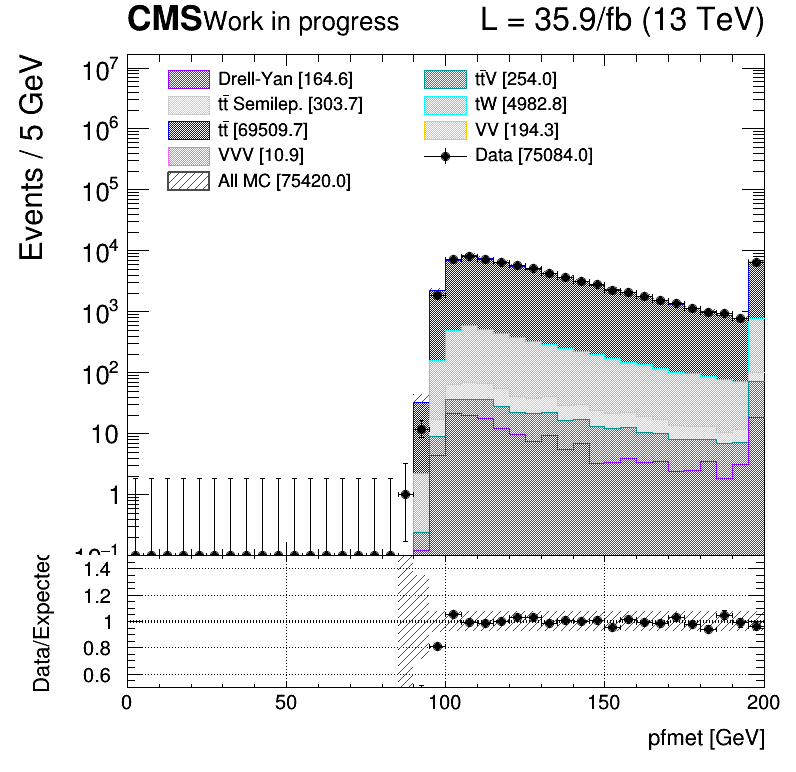 CMS Work in progress L = 35.9/fb (13 TeV)
Events / 5 GeV
10⁷
10⁶
10⁵
10⁴
10³
10²
10
1
10⁻¹
Drell-Yan [164.6]
tt̄ Semilep. [303.7]
tt̄ [69509.7]
VVV [10.9]
All MC [75420.0]
tt̄V [254.0]
tW [4982.8]
VV [194.3]
Data [75084.0]
Data/Expected
1.4
1.2
1
0.8
0.6
0 50 100 150 200
pfmet [GeV]